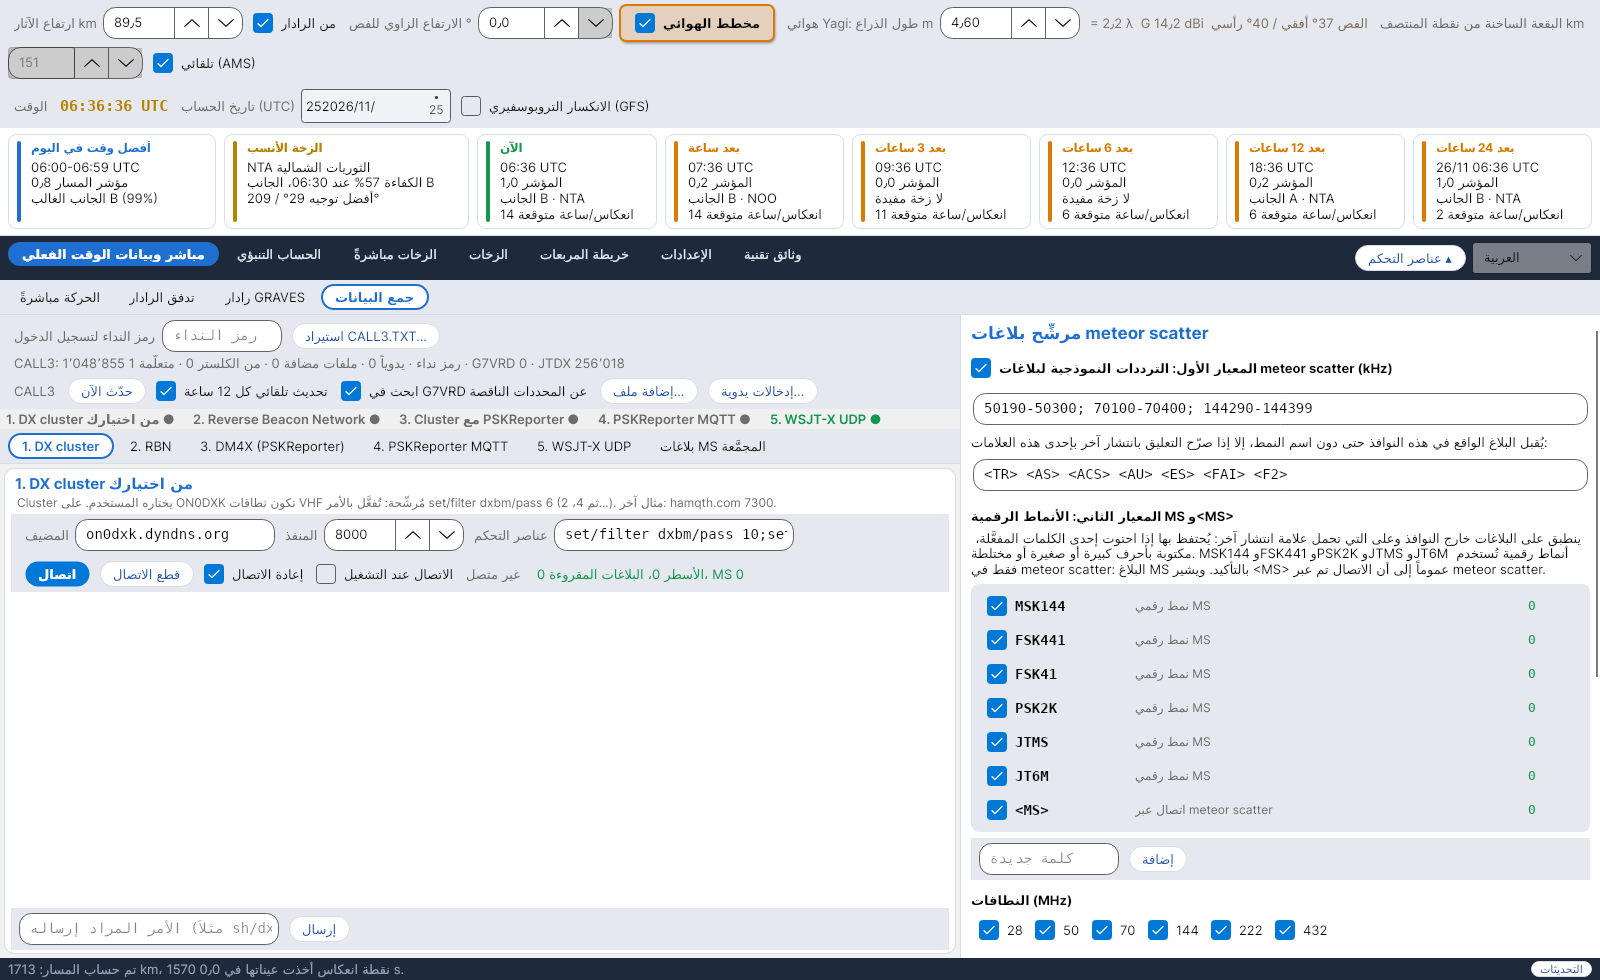 ارتفاع الآثار km 89٫5 من الرادار الارتفاع الزاوي للفص ° 0٫0 مخطط الهوائي هوائي Yagi: طول الذراع m 4٫60 = 2٫2 λ G 14٫2 dBi الفص 37° أفقي / 40° رأسي البقعة الساخنة من نقطة المنتصف km
151 تلقائي (AMS)
الوقت 06:36:36 UTC تاريخ الحساب (UTC) 252026/11/ 25 الانكسار التروبوسفيري (GFS)
أفضل وقت في اليوم
06:00-06:59 UTC
مؤشر المسار 0٫8
الجانب الغالب B (99%)
الزخة الأنسب
NTA الثوريات الشمالية
الكفاءة 57% عند 06:30، الجانب B
أفضل توجيه 29° / 209°
الآن
06:36 UTC
المؤشر 1٫0
الجانب B · NTA
انعكاس/ساعة متوقعة 14
بعد ساعة
07:36 UTC
المؤشر 0٫2
الجانب B · NOO
انعكاس/ساعة متوقعة 14
بعد 3 ساعات
09:36 UTC
المؤشر 0٫0
لا زخة مفيدة
انعكاس/ساعة متوقعة 11
بعد 6 ساعات
12:36 UTC
المؤشر 0٫0
لا زخة مفيدة
انعكاس/ساعة متوقعة 6
بعد 12 ساعات
18:36 UTC
المؤشر 0٫2
الجانب A · NTA
انعكاس/ساعة متوقعة 6
بعد 24 ساعات
26/11 06:36 UTC
المؤشر 1٫0
الجانب B · NTA
انعكاس/ساعة متوقعة 2
مباشر وبيانات الوقت الفعلي الحساب التنبؤي الزخات مباشرةً الزخات خريطة المربعات الإعدادات وثائق تقنية عناصر التحكم ▴ العربية
الحركة مباشرةً تدفق الرادار رادار GRAVES جمع البيانات
رمز النداء لتسجيل الدخول رمز النداء استيراد CALL3.TXT...
CALL3: 1٬048٬855 رمز نداء · يدوياً 0 · ملفات مضافة 0 · من الكلستر 0 · متعلَّمة 1 · G7VRD 0 · JTDX 256٬018
CALL3 حدّث الآن تحديث تلقائي كل 12 ساعة ابحث في G7VRD عن المحددات الناقصة إضافة ملف... إدخالات يدوية...
1. DX cluster من اختيارك ● 2. Reverse Beacon Network ● 3. Cluster مع PSKReporter ● 4. PSKReporter MQTT ● 5. WSJT-X UDP ●
1. DX cluster 2. RBN 3. DM4X (PSKReporter) 4. PSKReporter MQTT 5. WSJT-X UDP بلاغات MS المجمَّعة
1. DX cluster من اختيارك
Cluster يختاره المستخدم. على ON0DXK تكون نطاقات VHF مُرشّحة: تُفعَّل بالأمر set/filter dxbm/pass 6 (ثم 4، 2...). مثال آخر: hamqth.com 7300.
المضيف on0dxk.dyndns.org المنفذ 8000 عناصر التحكم set/filter dxbm/pass 10;se
اتصال قطع الاتصال إعادة الاتصال الاتصال عند التشغيل غير متصل الأسطر 0، البلاغات المقروءة 0، MS 0
الأمر المراد إرساله (مثلاً sh/dx إرسال
مرشِّح بلاغات meteor scatter
المعيار الأول: الترددات النموذجية لبلاغات meteor scatter (kHz)
50190-50300; 70100-70400; 144290-144399
يُقبل البلاغ الواقع في هذه النوافذ حتى دون اسم النمط، إلا إذا صرّح التعليق بانتشار آخر بإحدى هذه العلامات:
<TR> <AS> <ACS> <AU> <ES> <FAI> <F2>
المعيار الثاني: الأنماط الرقمية MS و<MS>
ينطبق على البلاغات خارج النوافذ وعلى التي تحمل علامة انتشار آخر: يُحتفظ بها إذا احتوت إحدى الكلمات المفعَّلة،
مكتوبة بأحرف كبيرة أو صغيرة أو مختلطة. MSK144 وFSK441 وPSK2K وJTMS وJT6M أنماط رقمية تُستخدم
فقط في meteor scatter: البلاغ MS بالتأكيد. ويشير <MS> عموماً إلى أن الاتصال تم عبر meteor scatter.
MSK144 نمط رقمي MS 0
FSK441 نمط رقمي MS 0
FSK41 نمط رقمي MS 0
PSK2K نمط رقمي MS 0
JTMS نمط رقمي MS 0
JT6M نمط رقمي MS 0
<MS> اتصال عبر meteor scatter 0
كلمة جديدة إضافة
النطاقات (MHz)
28 50 70 144 222 432
تم حساب المسار: 1713 km، 1570 نقطة انعكاس أخذت عيناتها في 0٫0 s. التحديثات